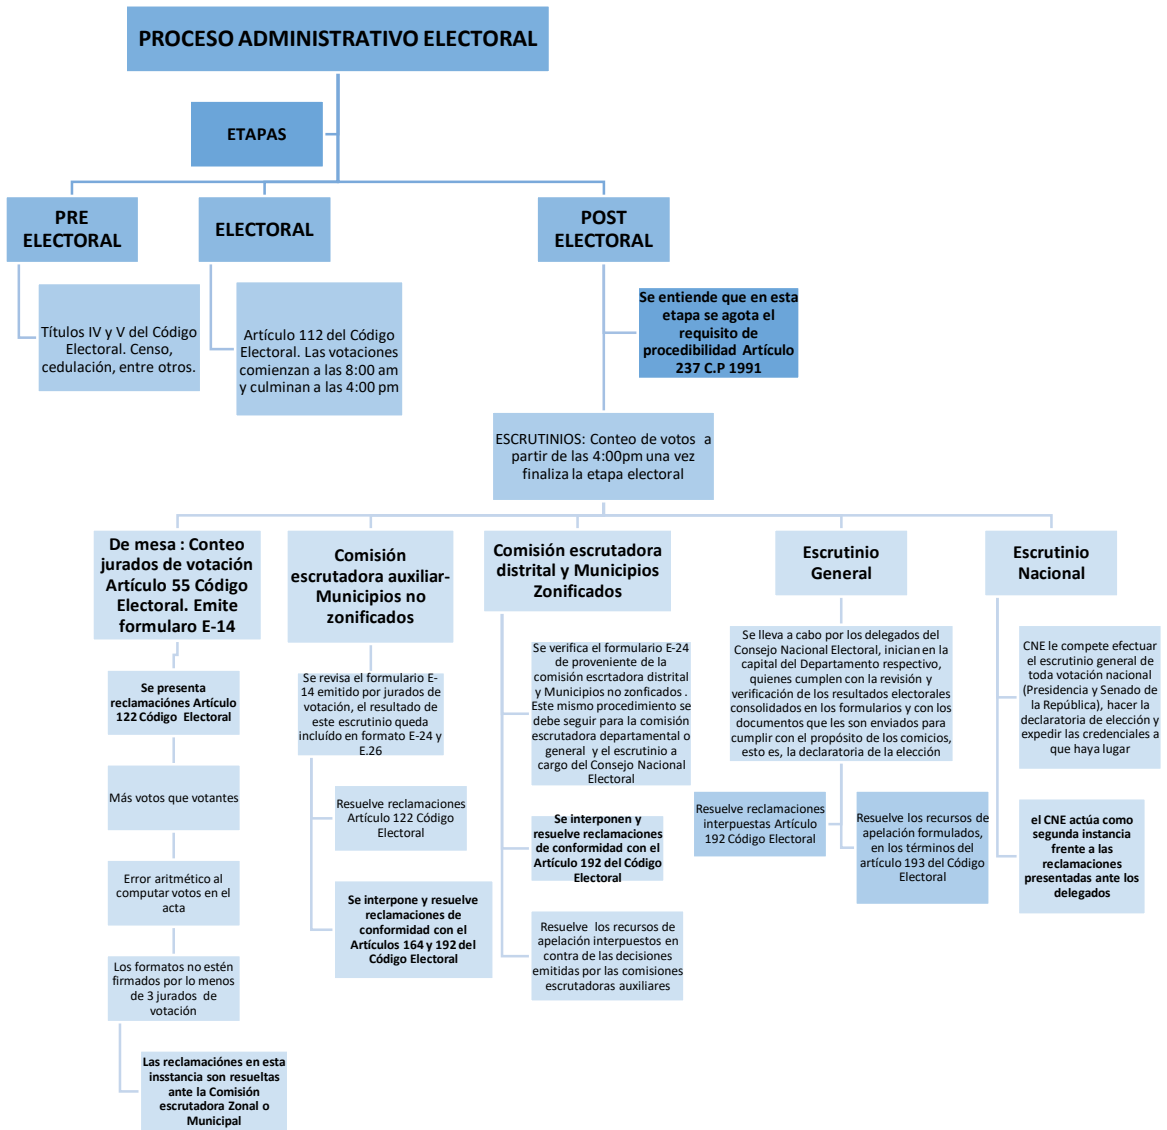 PROCESO ADMINISTRATIVO ELECTORAL
ETAPAS
PRE
ELECTORAL
ELECTORAL
POST
ELECTORAL
Títulos IV y V del Código
Electoral. Censo,
cedulación, entre otros.
Artículo 112 del Código
Electoral. Las votaciones
comienzan a las 8:00 am
y culminan a las 4:00 pm
Se entiende que en esta
etapa se agota el
requisito de
procedibilidad Artículo
237 C.P 1991
ESCRUTINIOS: Conteo de votos a
partir de las 4:00pm una vez
finaliza la etapa electoral
De mesa : Conteo
jurados de votación
Artículo 55 Código
Electoral. Emite
formularo E-14
Se presenta
reclamaciónes Artículo
122 Código Electoral
Más votos que votantes
Error aritmético al
computar votos en el
acta
Los formatos no estén
firmados por lo menos
de 3 jurados de
votación
Las reclamaciónes en esta
insstancia son resueltas
ante la Comisión
escrutadora Zonal o
Municipal
Comisión
escrutadora auxiliar-
Municipios no
zonificados
Se revisa el formulario E-
14 emitido por jurados de
votación, el resultado de
este escrutinio queda
incluído en formato E-24 y
E.26
Resuelve reclamaciones
Artículo 122 Código
Electoral
Se interpone y resuelve
reclamaciones de
conformidad con el
Artículos 164 y 192 del
Código Electoral
Comisión escrutadora
distrital y Municipios
Zonificados
Se verifica el formulario E-24
de proveniente de la
comisión escrtadora distrital
y Municipios no zonficados .
Este mismo procedimiento se
debe seguir para la comisión
escrutadora departamental o
general y el escrutinio a
cargo del Consejo Nacional
Electoral
Se interponen y
resuelve reclamaciones
de conformidad con el
Artículo 192 del Código
Electoral
Resuelve los recursos de
apelación interpuestos en
contra de las decisiones
emitidas por las comisiones
escrutadoras auxiliares
Escrutinio
General
Se lleva a cabo por los delegados del
Consejo Nacional Electoral, inician en la
capital del Departamento respectivo,
quienes cumplen con la revisión y
verificación de los resultados electorales
consolidados en los formularios y con los
documentos que les son enviados para
cumplir con el propósito de los comicios,
esto es, la declaratoria de la elección
Resuelve reclamaciones
interpuestas Artículo
192 Código Electoral
Resuelve los recursos de
apelación formulados,
en los términos del
artículo 193 del Código
Electoral
Escrutinio
Nacional
CNE le compete efectuar
el escrutinio general de
toda votación nacional
(Presidencia y Senado de
la República), hacer la
declaratoria de elección y
expedir las credenciales a
que haya lugar
el CNE actúa como
segunda instancia
frente a las
reclamaciones
presentadas ante los
delegados